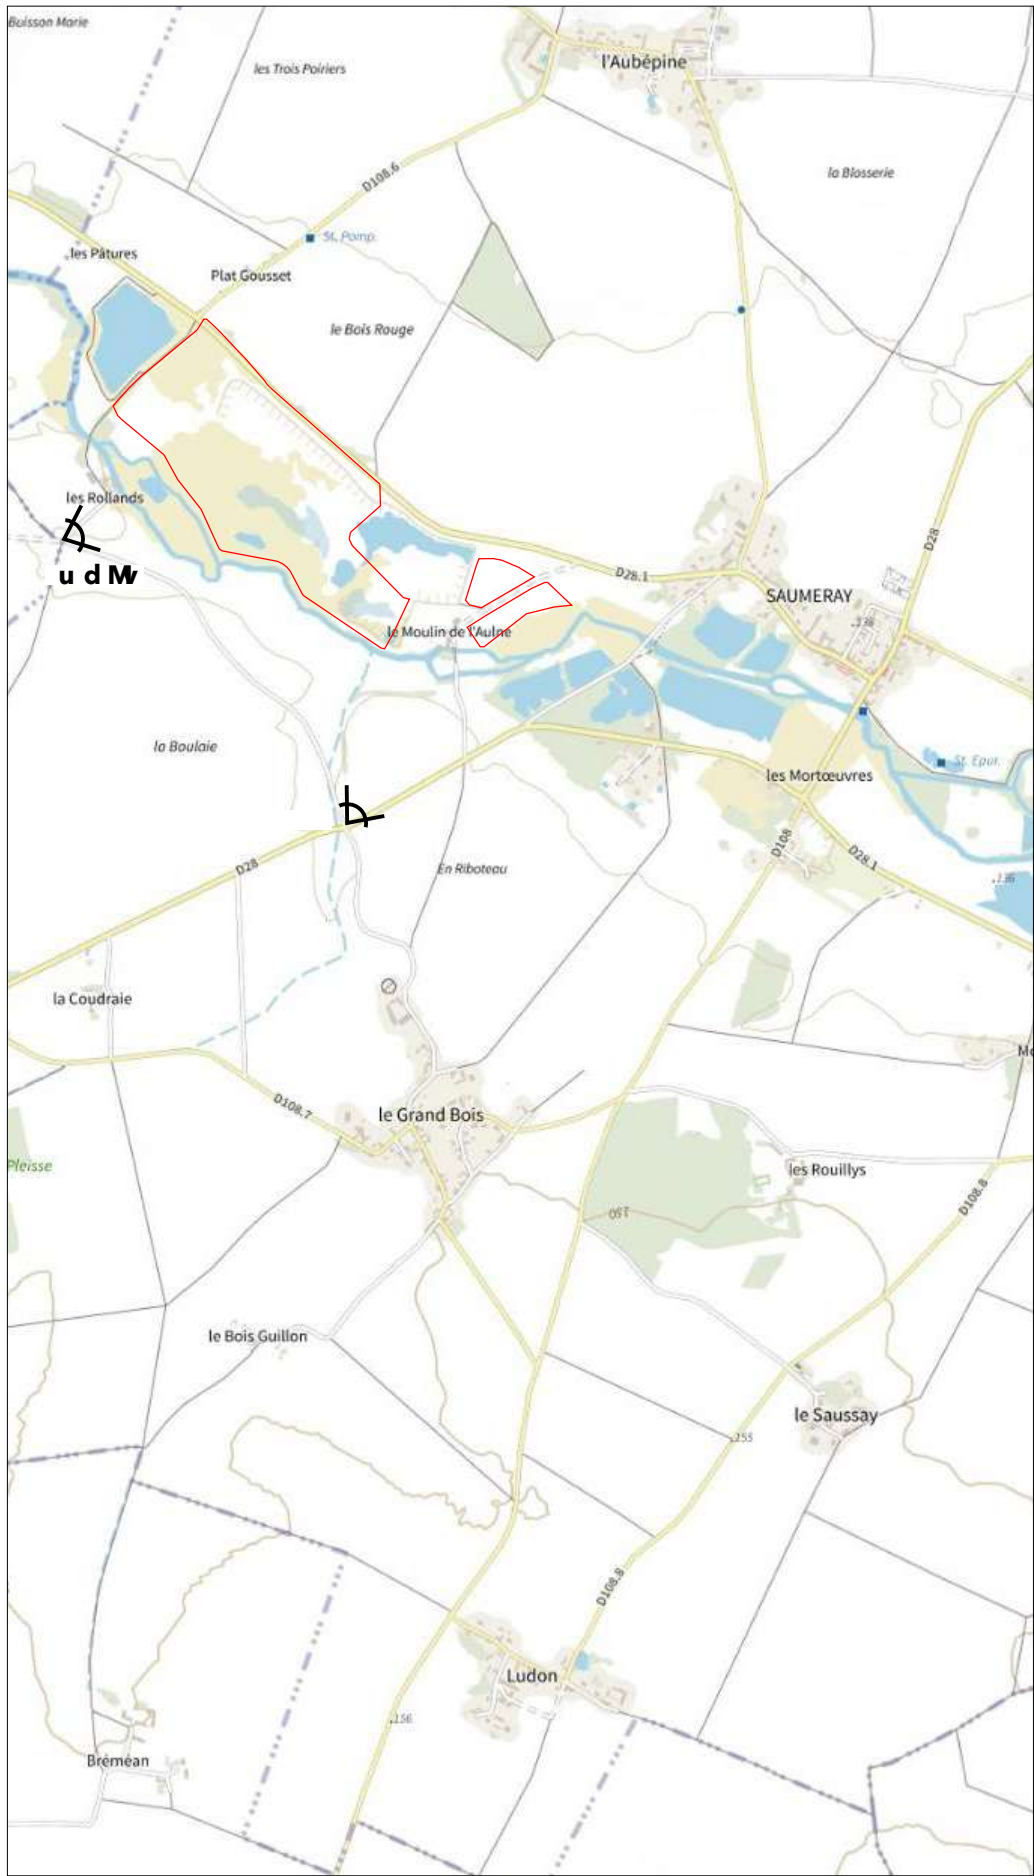 Buisson Marie
l'Aubépine
les Trois Poiriers
la Blosserie
D108.6
St. Pomp.
les Pâtures
Plat Gousset
le Bois Rouge
les Rollands
D28
D28.1
SAUMERAY
.136
le Moulin de l'Aulne
la Boulaie
St. Epur.
les Mortœuvres
D108
D28.1
D28
En Riboteau
.136
la Coudraie
D108.7
le Grand Bois
Pleisse
les Rouillys
D108.8
150
le Bois Guillon
le Saussay
.155
D108.8
Ludon
.156
Bréméan